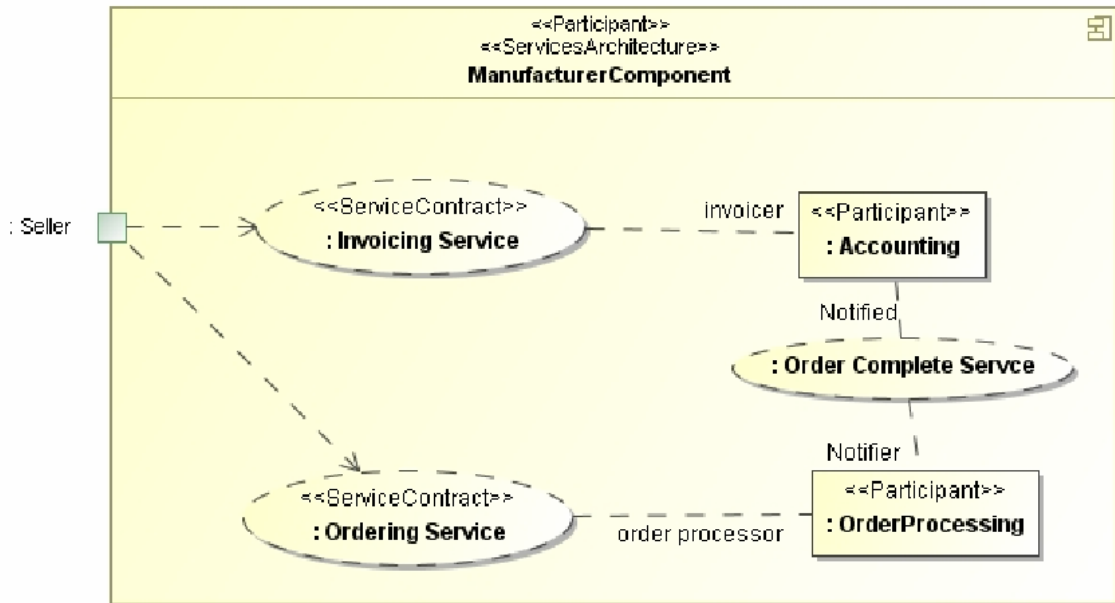 <<Participant>>
<<ServicesArchitecture>>
ManufacturerComponent
: Seller
<<ServiceContract>>
: Invoicing Service
invoicer
<<Participant>>
: Accounting
Notified
: Order Complete Servce
Notifier
<<ServiceContract>>
: Ordering Service
order processor
<<Participant>>
: OrderProcessing